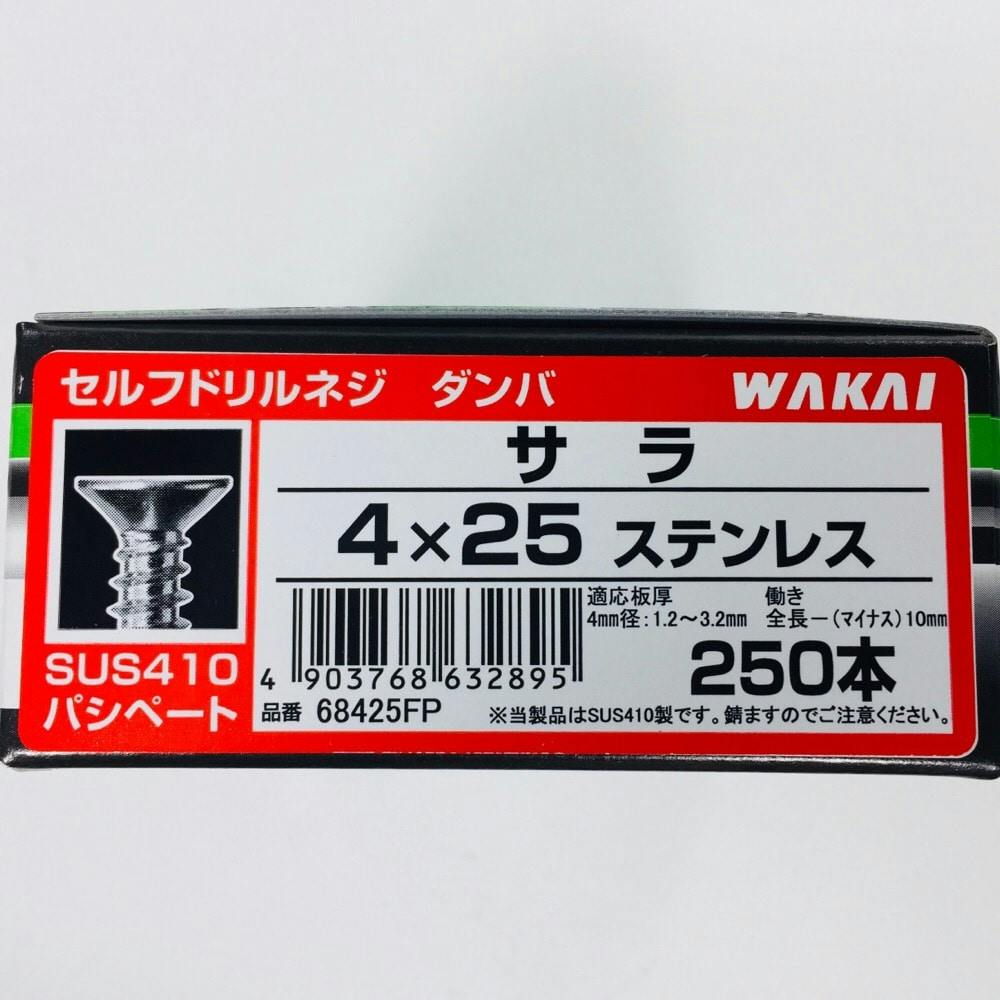 セルフドリルネジ ダンバ WAKAI
サ ラ
4×25 ステンレス
適応板厚 働き
4mm径:1.2～3.2mm 全長ー(マイナス)10mm
250本
SUS410
パシペート
4 903768 632895
品番 68425FP ※当製品はSUS410製です。錆ますのでご注意ください。